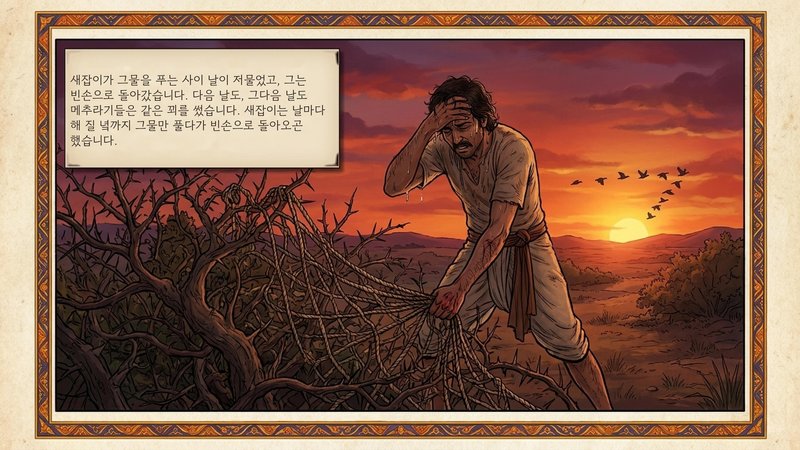 새잡이가 그물을 푸는 사이 날이 저물었고, 그는
빈손으로 돌아갔습니다. 다음 날도, 그다음 날도
메추라기들은 같은 꾀를 썼습니다. 새잡이는 날마다
해 질 녘까지 그물만 풀다가 빈손으로 돌아오곤
했습니다.